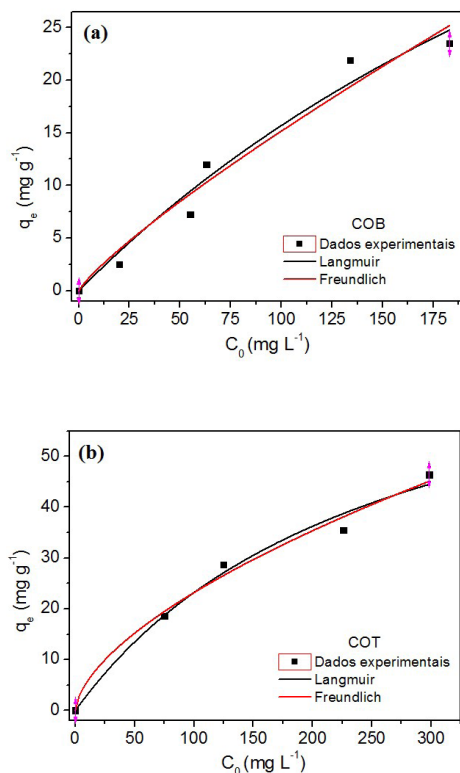 (a)
25
20
15
10
5
0
q_e (mg g⁻¹)
COB
Dados experimentais
Langmuir
Freundlich
0 25 50 75 100 125 150 175
C₀ (mg L⁻¹)
(b)
50
40
30
20
10
0
q_e (mg g⁻¹)
COT
Dados experimentais
Langmuir
Freundlich
0 50 100 150 200 250 300
C₀ (mg L⁻¹)